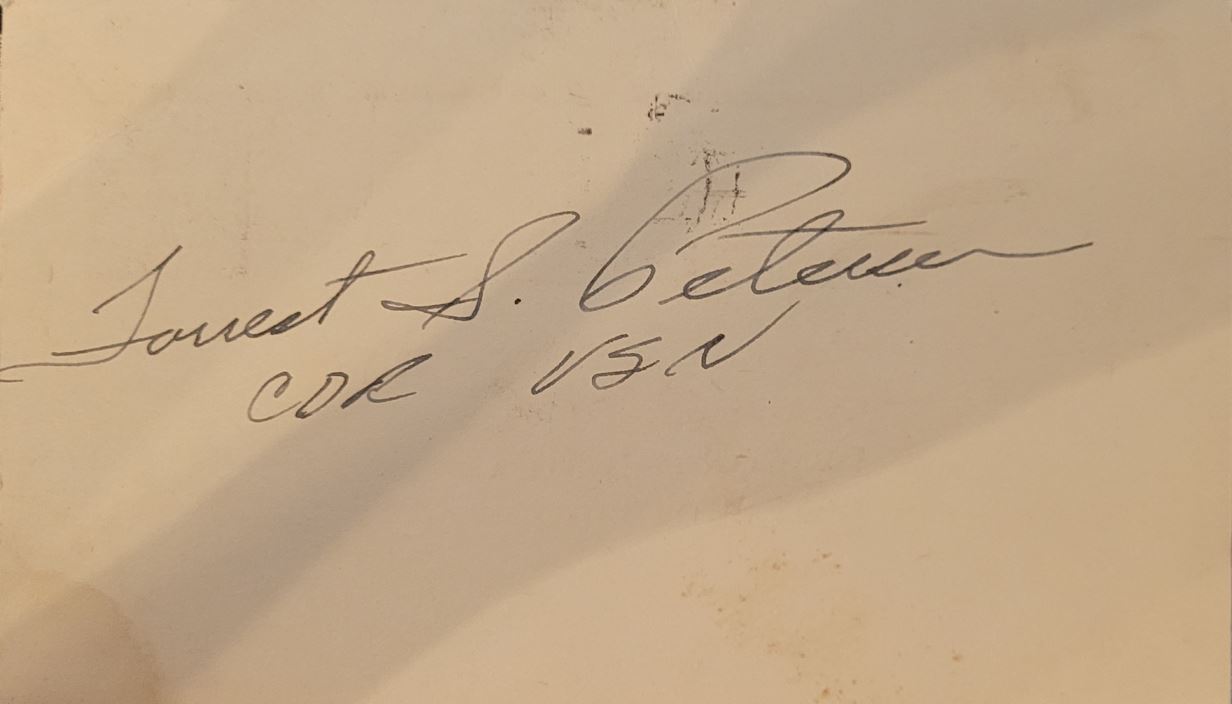 Forrest S. Petersen
CDR USN